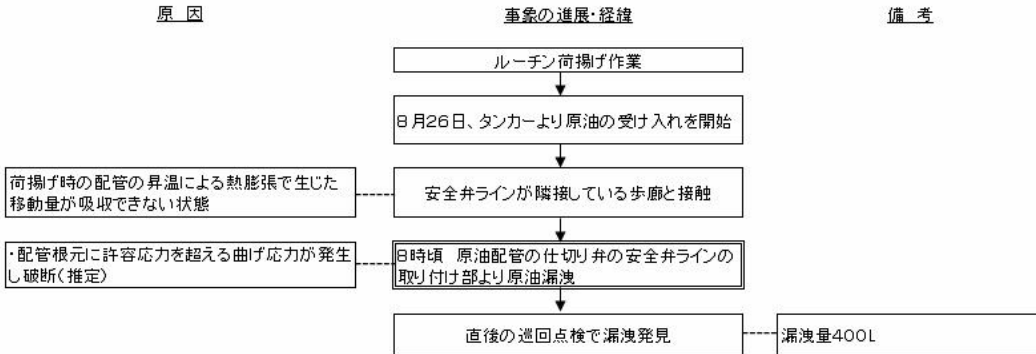 原 因
事象の進展・経緯
備 考
ルーチン荷揚げ作業
8月26日、タンカーより原油の受け入れを開始
荷揚げ時の配管の昇温による熱膨張で生じた
移動量が吸収できない状態
安全弁ラインが隣接している歩廊と接触
・配管根元に許容応力を超える曲げ応力が発生
し破断(推定)
8時頃 原油配管の仕切り弁の安全弁ラインの
取り付け部より原油漏洩
直後の巡回点検で漏洩発見
漏洩量400L